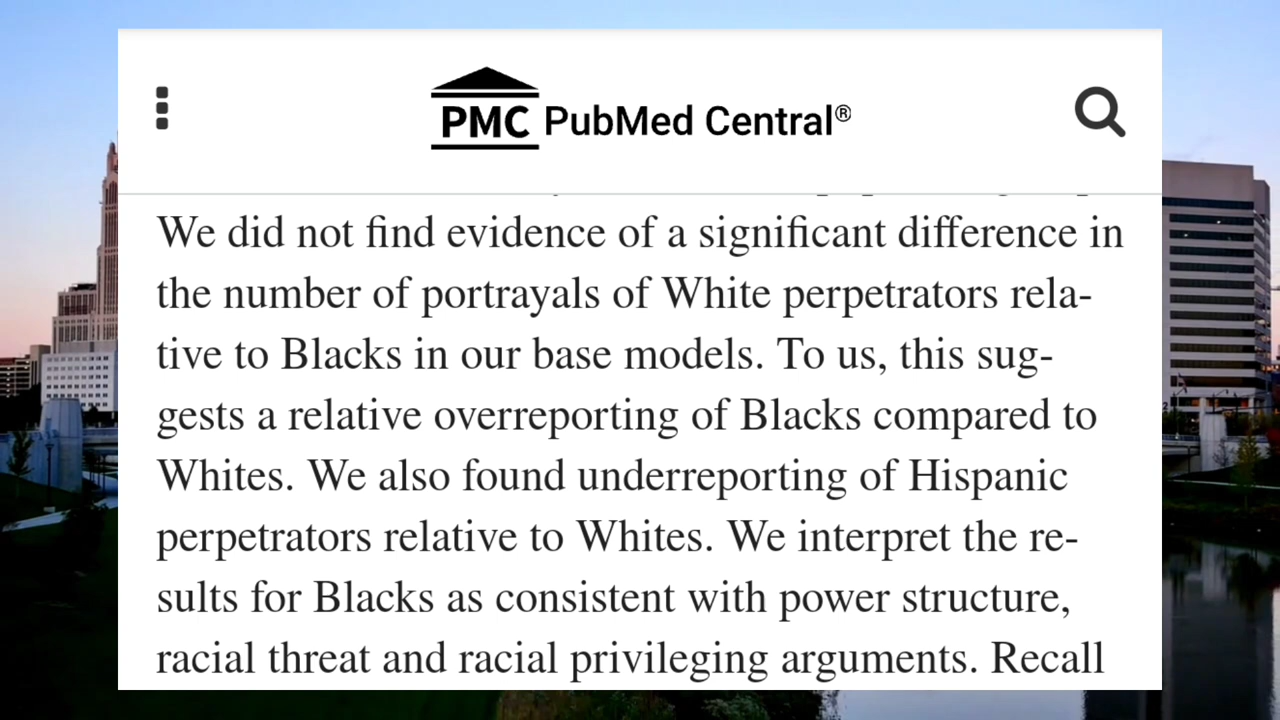 PMC PubMed Central®
We did not find evidence of a significant difference in
the number of portrayals of White perpetrators rela-
tive to Blacks in our base models. To us, this sug-
gests a relative overreporting of Blacks compared to
Whites. We also found underreporting of Hispanic
perpetrators relative to Whites. We interpret the re-
sults for Blacks as consistent with power structure,
racial threat and racial privileging arguments. Recall